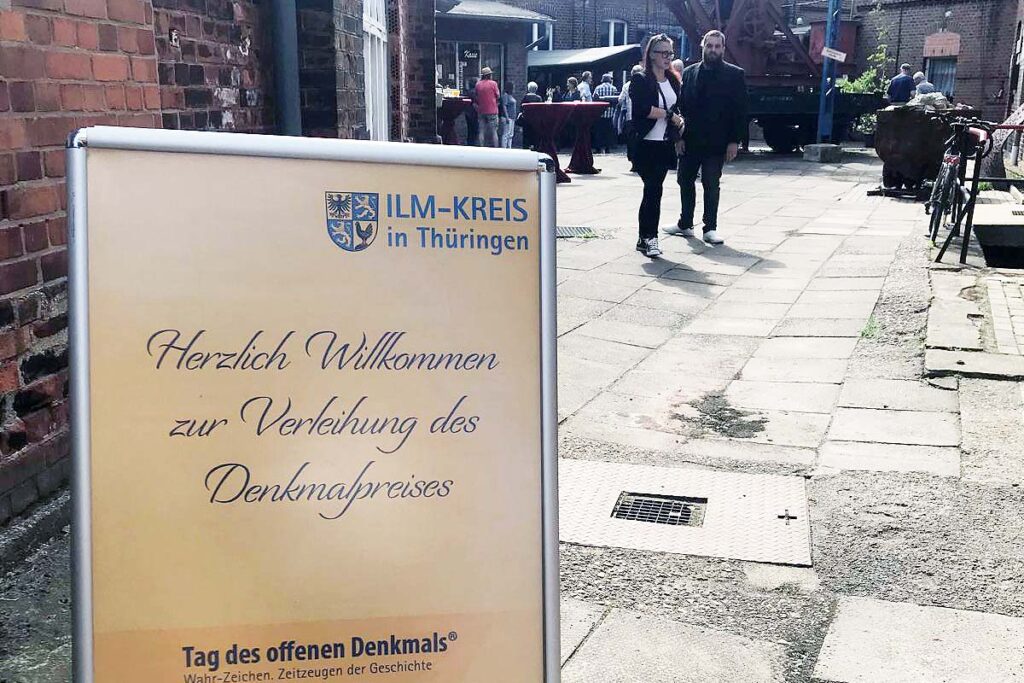 ILM-KREIS
in Thüringen
Herzlich Willkommen
zur Verleihung des
Denkmalpreises
Tag des offenen Denkmals®
Wahr-Zeichen. Zeitzeugen der Geschichte